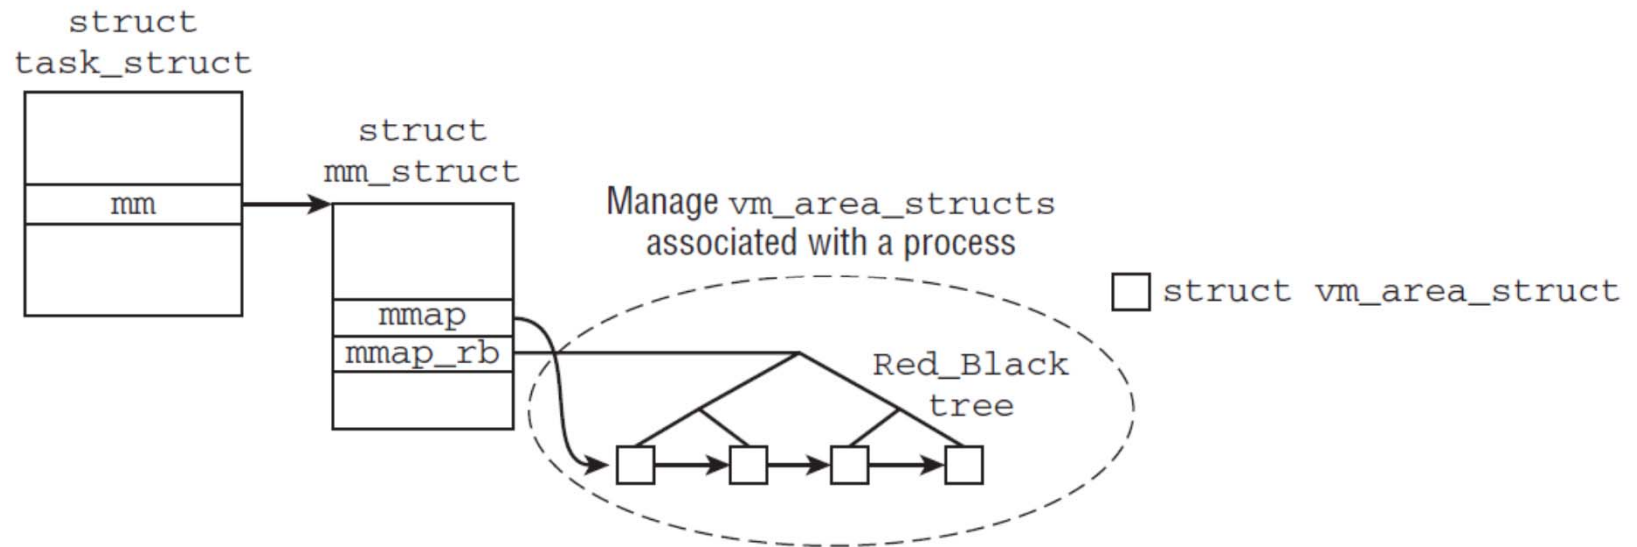 struct
task_struct
mm
struct
mm_struct
mmap
mmap_rb
Manage vm_area_structs
associated with a process
Red_Black
tree
struct vm_area_struct